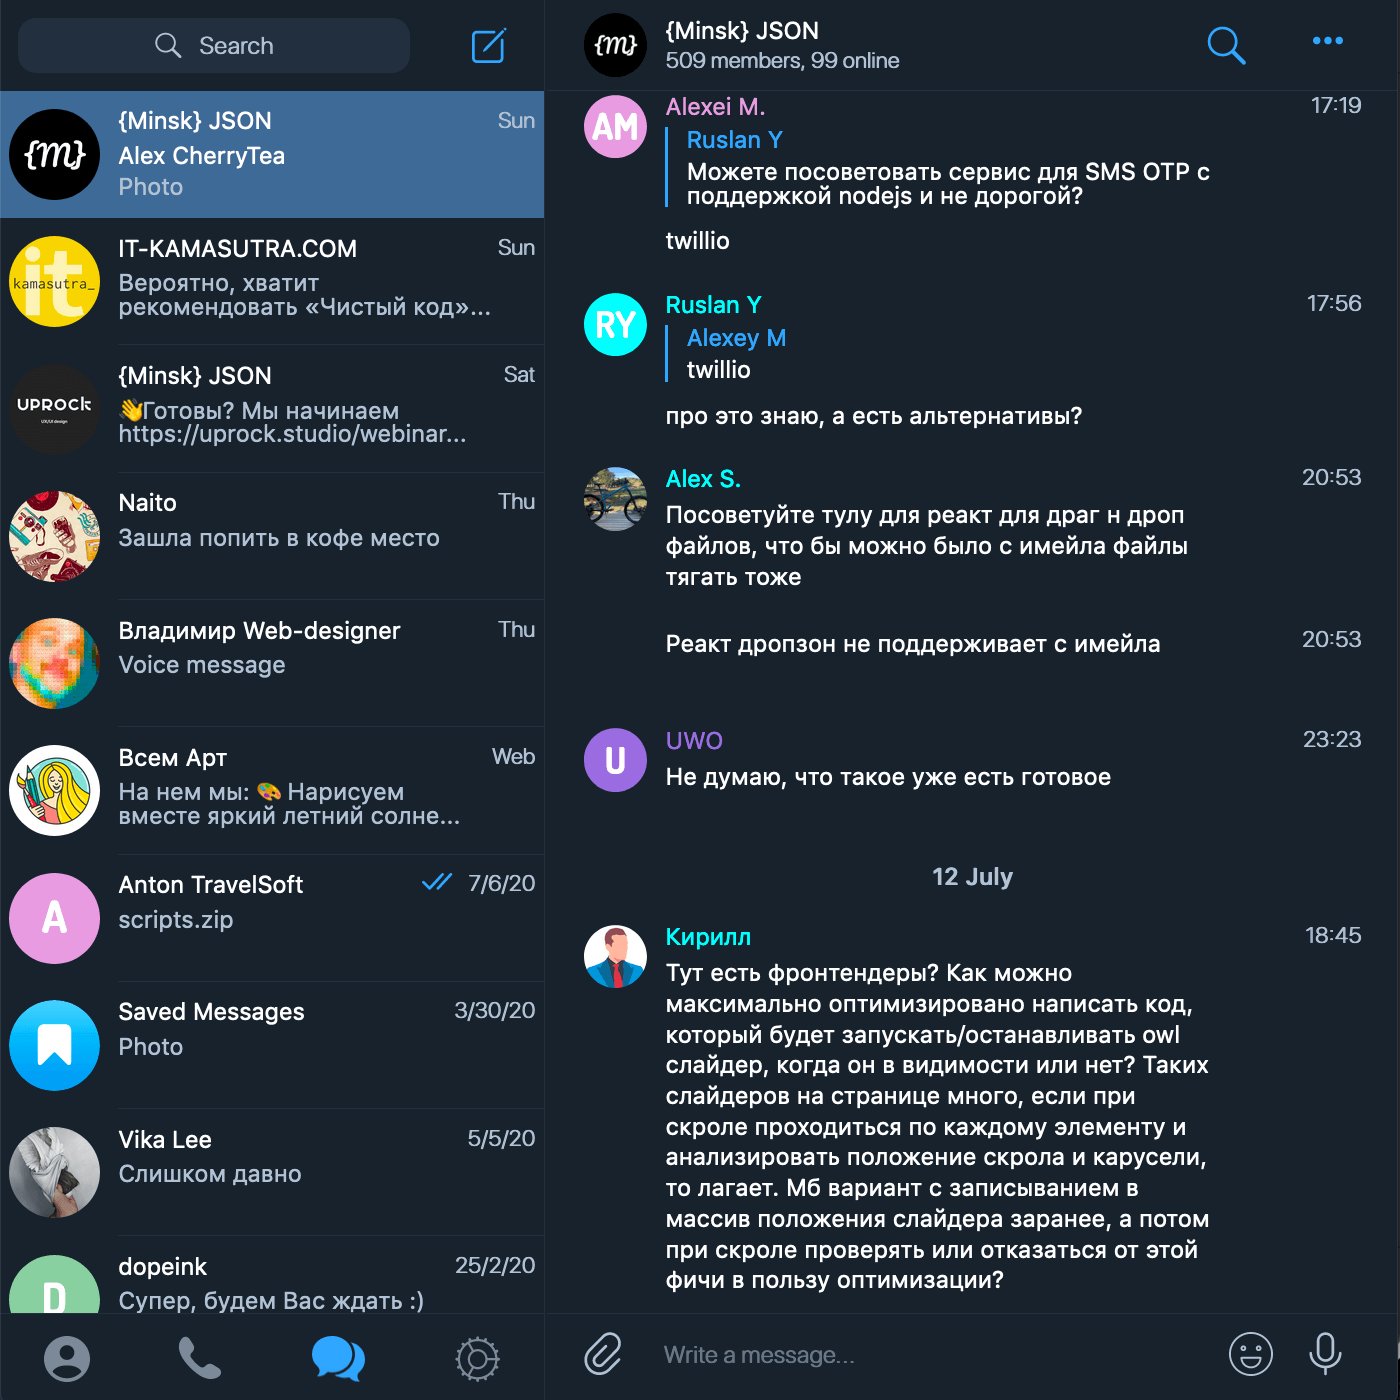 Search
{m}
{Minsk} JSON
Sun
Alex CherryTea
Photo
it
kamasutra_
IT-KAMASUTRA.COM
Sun
Вероятно, хватит
рекомендовать «Чистый код»...
UPROCK
UX/UI design
{Minsk} JSON
Sat
👋Готовы? Мы начинаем
https://uprock.studio/webinar...
Naito
Thu
Зашла попить в кофе место
Владимир Web-designer
Thu
Voice message
Всем Арт
Web
На нем мы: 🎨 Нарисуем
вместе яркий летний солне...
A
Anton TravelSoft
7/6/20
scripts.zip
Saved Messages
3/30/20
Photo
Vika Lee
5/5/20
Слишком давно
D
dopeink
25/2/20
Супер, будем Вас ждать :)
{m}
{Minsk} JSON
509 members, 99 online
AM
Alexei M.
17:19
Ruslan Y
Можете посоветовать сервис для SMS OTP с
поддержкой nodejs и не дорогой?
twillio
RY
Ruslan Y
17:56
Alexey M
twillio
про это знаю, а есть альтернативы?
Alex S.
20:53
Посоветуйте тулу для реакт для драг н дроп
файлов, что бы можно было с имейла файлы
тягать тоже
Реакт дропзон не поддерживает с имейла
20:53
U
UWO
23:23
Не думаю, что такое уже есть готовое
12 July
Кирилл
18:45
Тут есть фронтендеры? Как можно
максимально оптимизировано написать код,
который будет запускать/останавливать owl
слайдер, когда он в видимости или нет? Таких
слайдеров на странице много, если при
скроле проходиться по каждому элементу и
анализировать положение скрола и карусели,
то лагает. Мб вариант с записыванием в
массив положения слайдера заранее, а потом
при скроле проверять или отказаться от этой
фичи в пользу оптимизации?
Write a message...